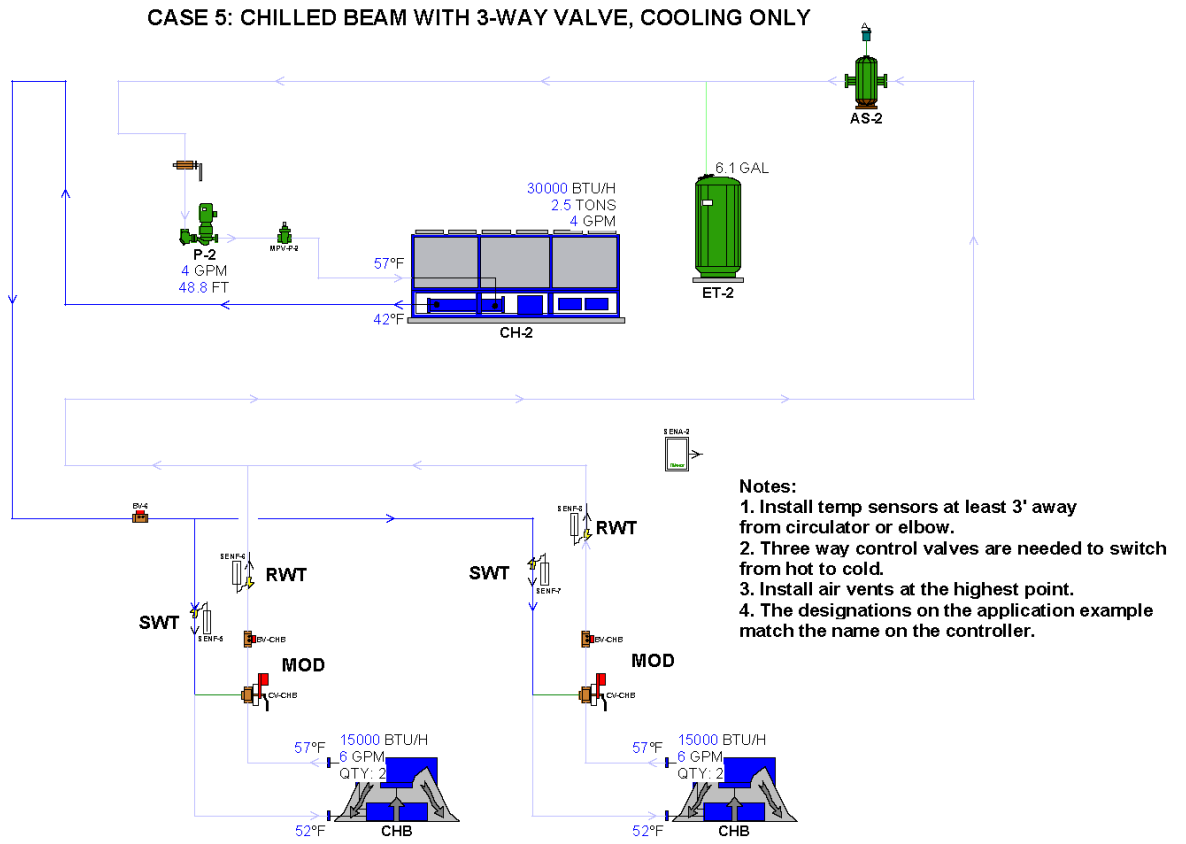 CASE 5: CHILLED BEAM WITH 3-WAY VALVE, COOLING ONLY
AS-2
6.1 GAL
30000 BTU/H
2.5 TONS
4 GPM
P-2
4 GPM
48.8 FT
MPV-P-2
57°F
42°F
CH-2
ET-2
SENA-2
Notes:
1. Install temp sensors at least 3' away
from circulator or elbow.
2. Three way control valves are needed to switch
from hot to cold.
3. Install air vents at the highest point.
4. The designations on the application example
match the name on the controller.
SENF-8
RWT
SENF-6
RWT
SWT
SENF-7
SWT
SENF-5
BV-CHB
BV-CHB
MOD
MOD
CV-CHB
CV-CHB
57°F
15000 BTU/H
6 GPM
QTY: 2
52°F
CHB
57°F
15000 BTU/H
6 GPM
QTY: 2
52°F
CHB